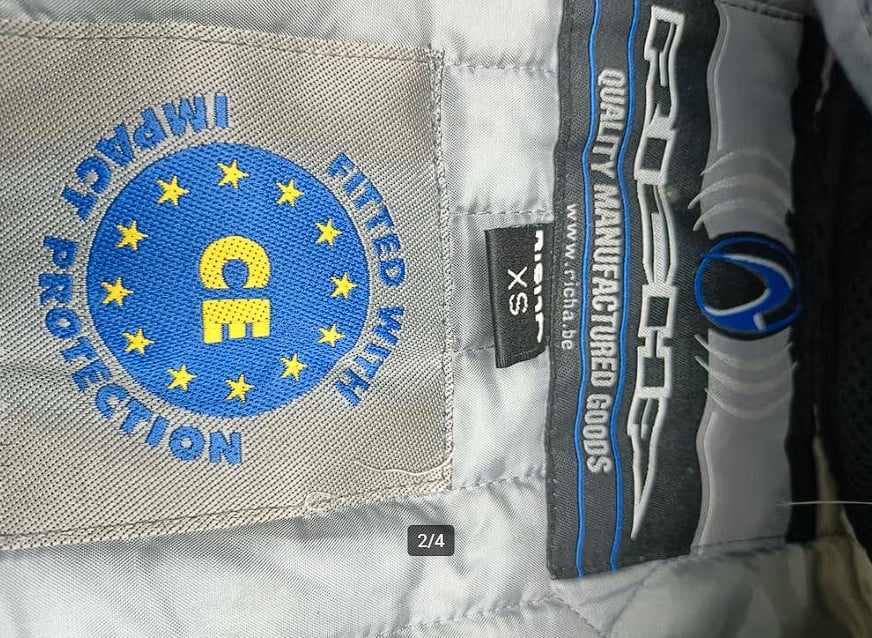 RICHA
QUALITY MANUFACTURED GOODS
www.richa.be
XS
FITTED WITH
CE
IMPACT PROTECTION
2/4